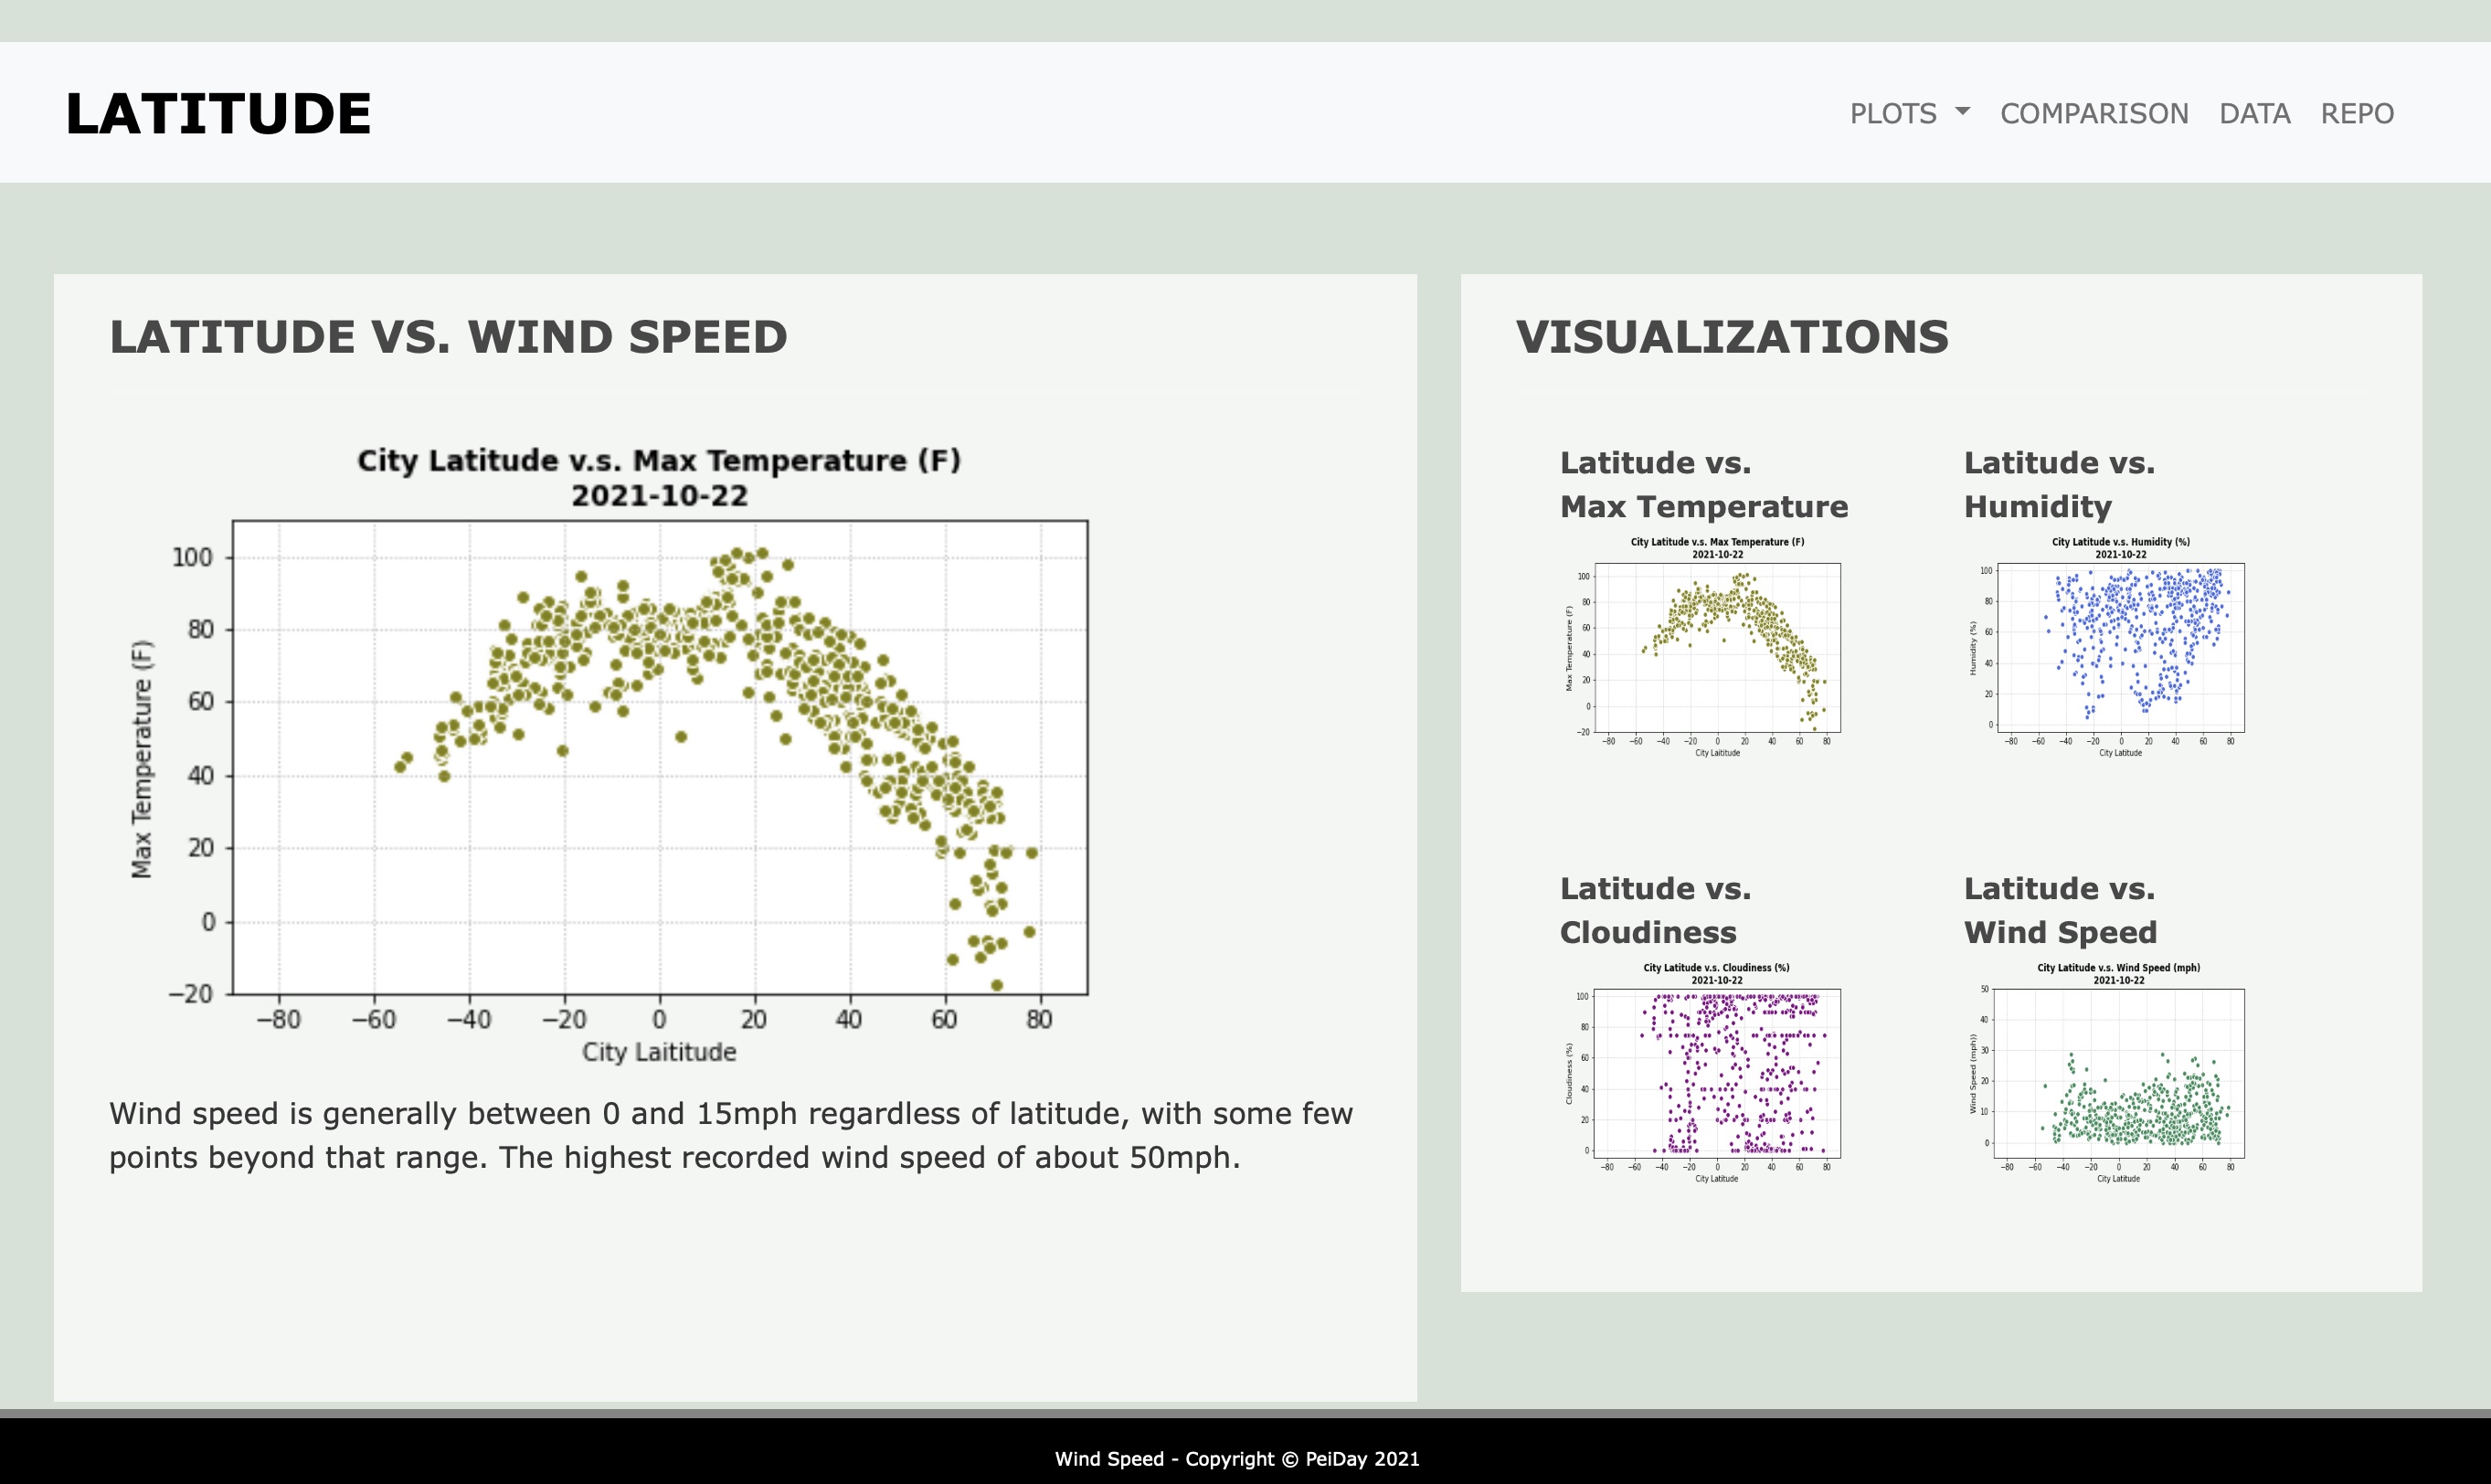 LATITUDE
PLOTS COMPARISON DATA REPO
LATITUDE VS. WIND SPEED
City Latitude v.s. Max Temperature (F)
2021-10-22
Max Temperature (F)
100
80
60
40
20
0
−20
−80 −60 −40 −20 0 20 40 60 80
City Laititude
Wind speed is generally between 0 and 15mph regardless of latitude, with some few
points beyond that range. The highest recorded wind speed of about 50mph.
VISUALIZATIONS
Latitude vs.
Max Temperature
City Latitude v.s. Max Temperature (F)
2021-10-22
Max Temperature (F)
100
80
60
40
20
0
−20
−80 −60 −40 −20 0 20 40 60 80
City Laititude
Latitude vs.
Humidity
City Latitude v.s. Humidity (%)
2021-10-22
Humidity (%)
100
80
60
40
20
0
−80 −60 −40 −20 0 20 40 60 80
City Latitude
Latitude vs.
Cloudiness
City Latitude v.s. Cloudiness (%)
2021-10-22
Cloudiness (%)
100
80
60
40
20
0
−80 −60 −40 −20 0 20 40 60 80
City Latitude
Latitude vs.
Wind Speed
City Latitude v.s. Wind Speed (mph)
2021-10-22
Wind Speed (mph))
50
40
30
20
10
0
−80 −60 −40 −20 0 20 40 60 80
City Latitude
Wind Speed - Copyright © PeiDay 2021